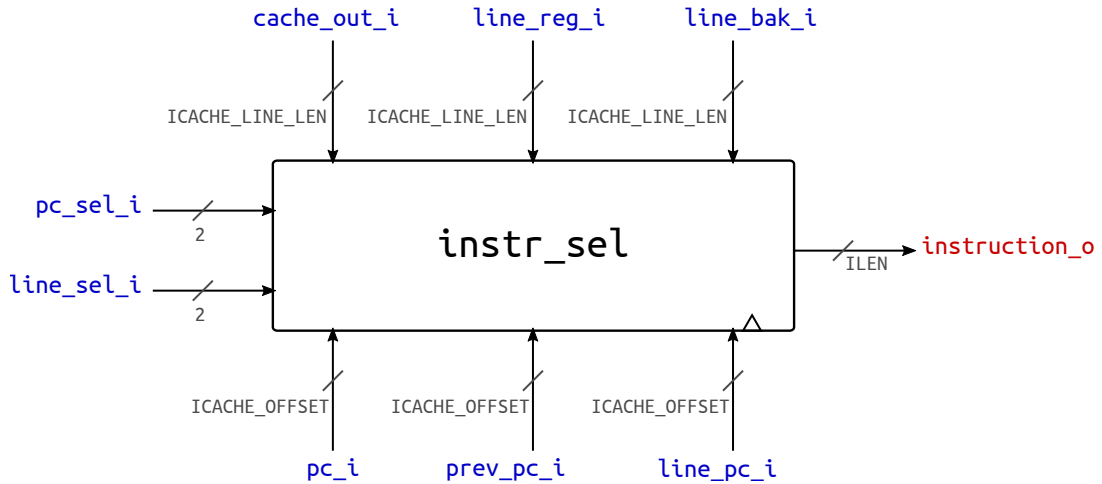 cache_out_i line_reg_i line_bak_i
ICACHE_LINE_LEN ICACHE_LINE_LEN ICACHE_LINE_LEN
pc_sel_i
2
instr_sel
instruction_o
ILEN
line_sel_i
2
ICACHE_OFFSET ICACHE_OFFSET ICACHE_OFFSET
pc_i prev_pc_i line_pc_i